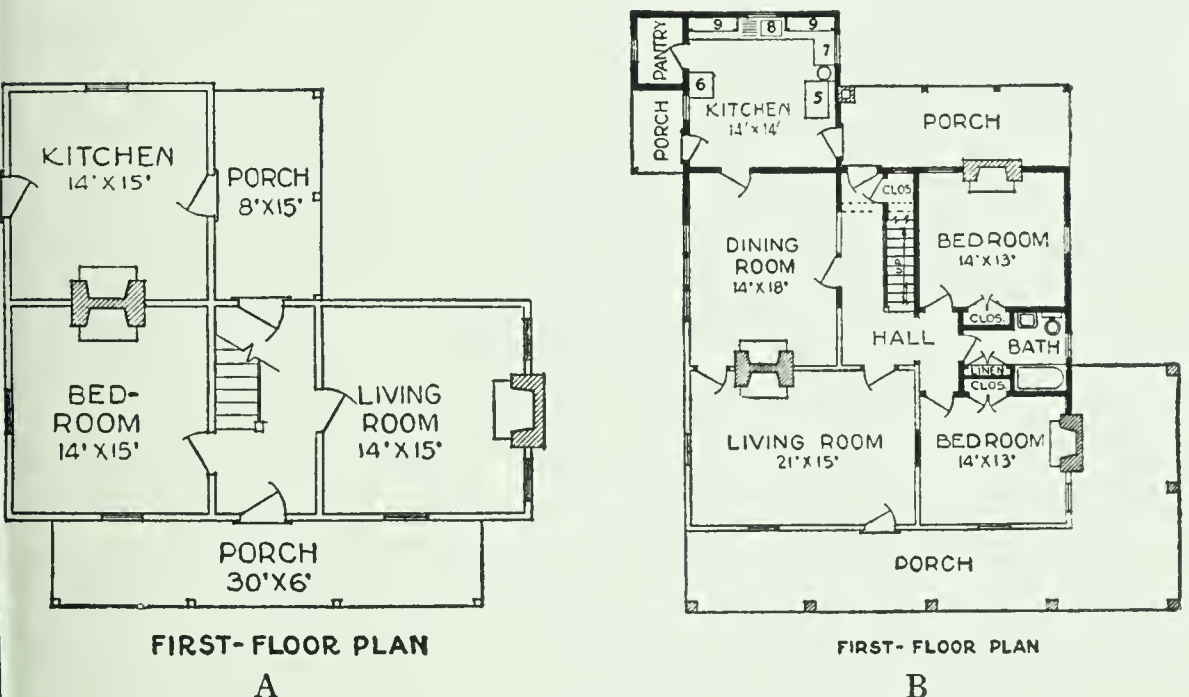 KITCHEN
14'X15'
PORCH
8'X15'
BED-
ROOM
14'X15'
LIVING
ROOM
14'X15'
PORCH
30'X6'
FIRST-FLOOR PLAN
A
PANTRY
9
8
9
7
6
5
KITCHEN
14'X14'
PORCH
PORCH
CLOS.
DINING
ROOM
14'X18'
UP
BEDROOM
14'X13'
CLOS.
HALL
BATH
LINEN
CLOS.
LIVING ROOM
21'X15'
BEDROOM
14'X13'
PORCH
FIRST-FLOOR PLAN
B